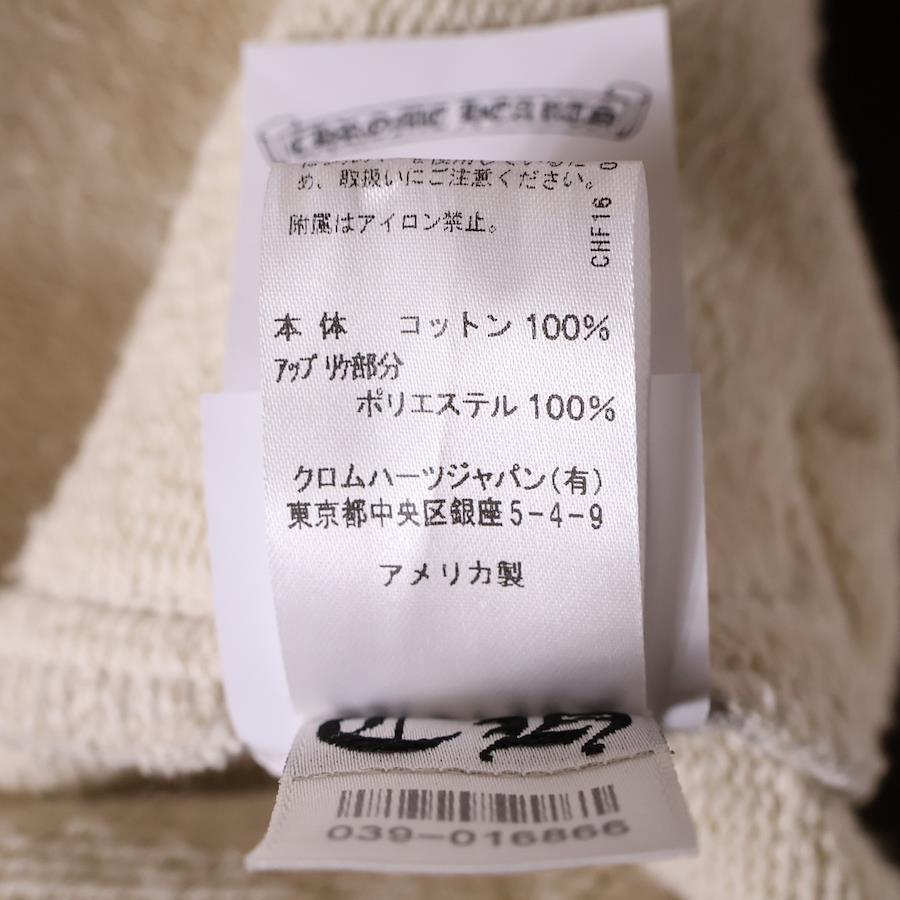 CHROME HEARTS
め、取扱いにご注意ください。
附属はアイロン禁止。
CHF16
本体 コットン 100%
アップリケ部分
ポリエステル 100%
クロムハーツジャパン(有)
東京都中央区銀座5-4-9
アメリカ製
039-016866